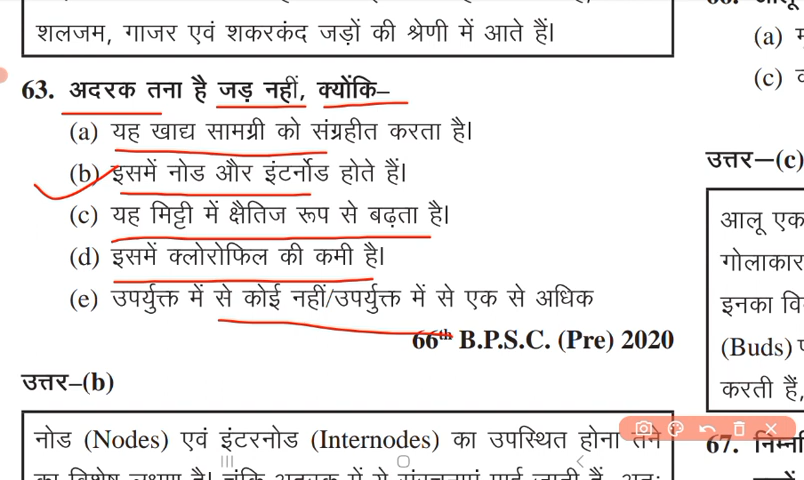 शलजम, गाजर एवं शकरकंद जड़ों की श्रेणी में आते हैं।
63. अदरक तना है जड़ नहीं, क्योंकि–
(a) यह खाद्य सामग्री को संग्रहीत करता है।
(b) इसमें नोड और इंटर्नोड होते हैं।
(c) यह मिट्टी में क्षैतिज रूप से बढ़ता है।
(d) इसमें क्लोरोफिल की कमी है।
(e) उपर्युक्त में से कोई नहीं/उपर्युक्त में से एक से अधिक
66th B.P.S.C. (Pre) 2020
उत्तर–(b)
नोड (Nodes) एवं इंटरनोड (Internodes) का उपस्थित होना तने
(a)
(c)
उत्तर–(c)
आलू एक
गोलाकार
इनका
(Buds)
करती हैं,
67.